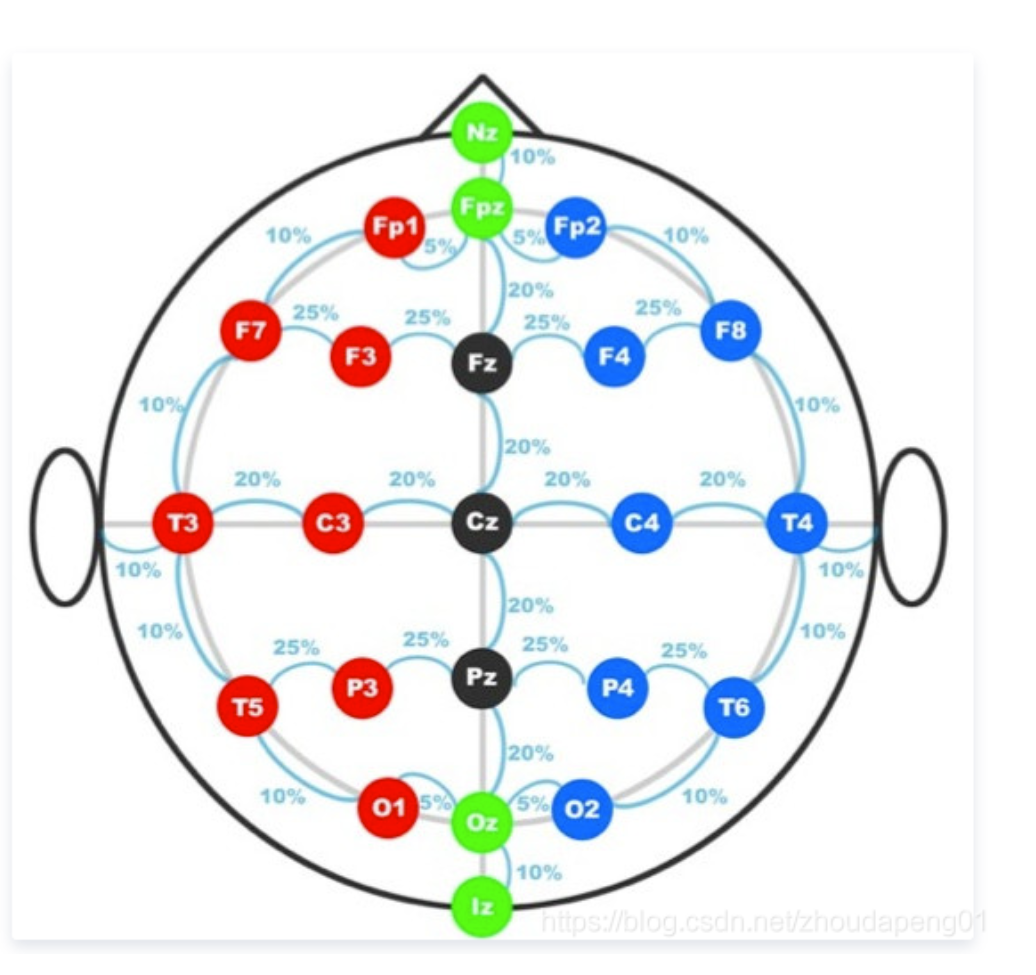 Nz
10%
Fp1 Fpz Fp2
10% 5% 5% 10%
20%
25% 25% 25% 25%
F7 F3 Fz F4 F8
10% 10%
20%
20% 20% 20% 20%
T3 C3 Cz C4 T4
10% 10%
20%
10% 10%
25% 25% 25% 25%
T5 P3 Pz P4 T6
20%
10% 5% 5% 10%
O1 Oz O2
10%
Iz
https://blog.csdn.net/zhoudapeng01